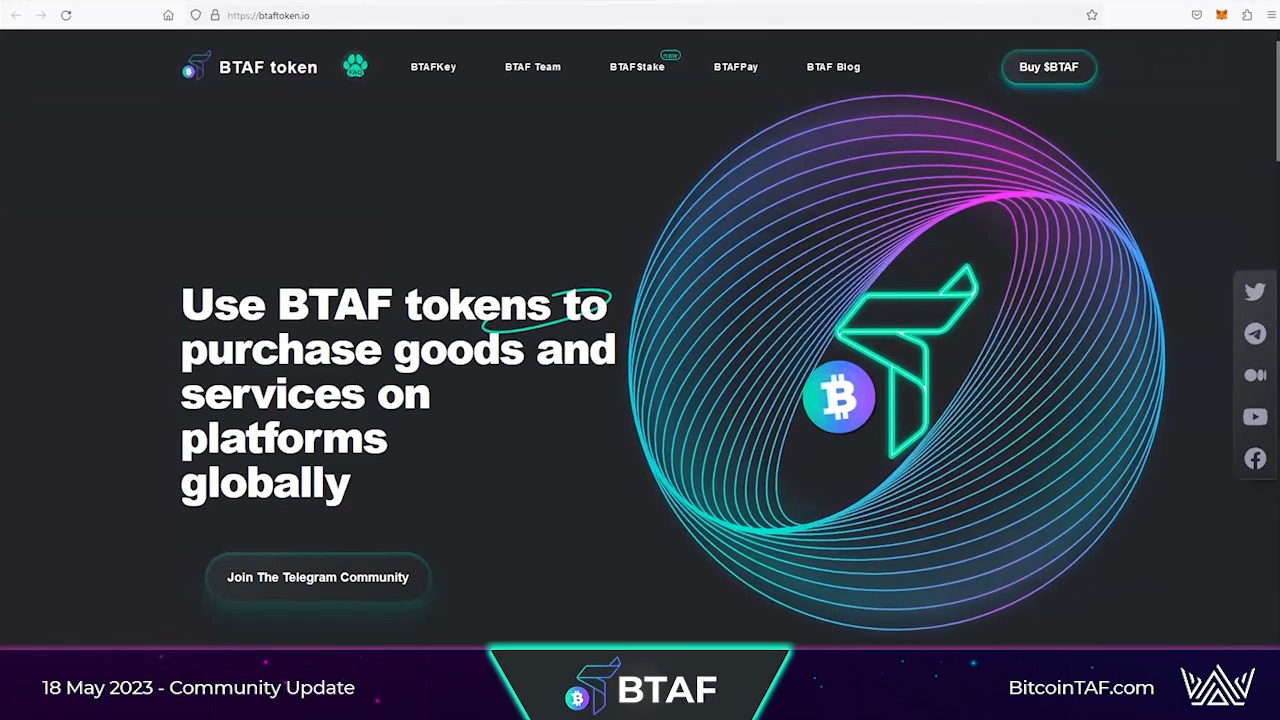 https://btaftoken.io
BTAF token
FAQ
BTAFKey
BTAF Team
BTAFStake
new
BTAFPay
BTAF Blog
Buy $BTAF
Use BTAF tokens to
purchase goods and
services on
platforms
globally
Join The Telegram Community
18 May 2023 - Community Update
BTAF
BitcoinTAF.com